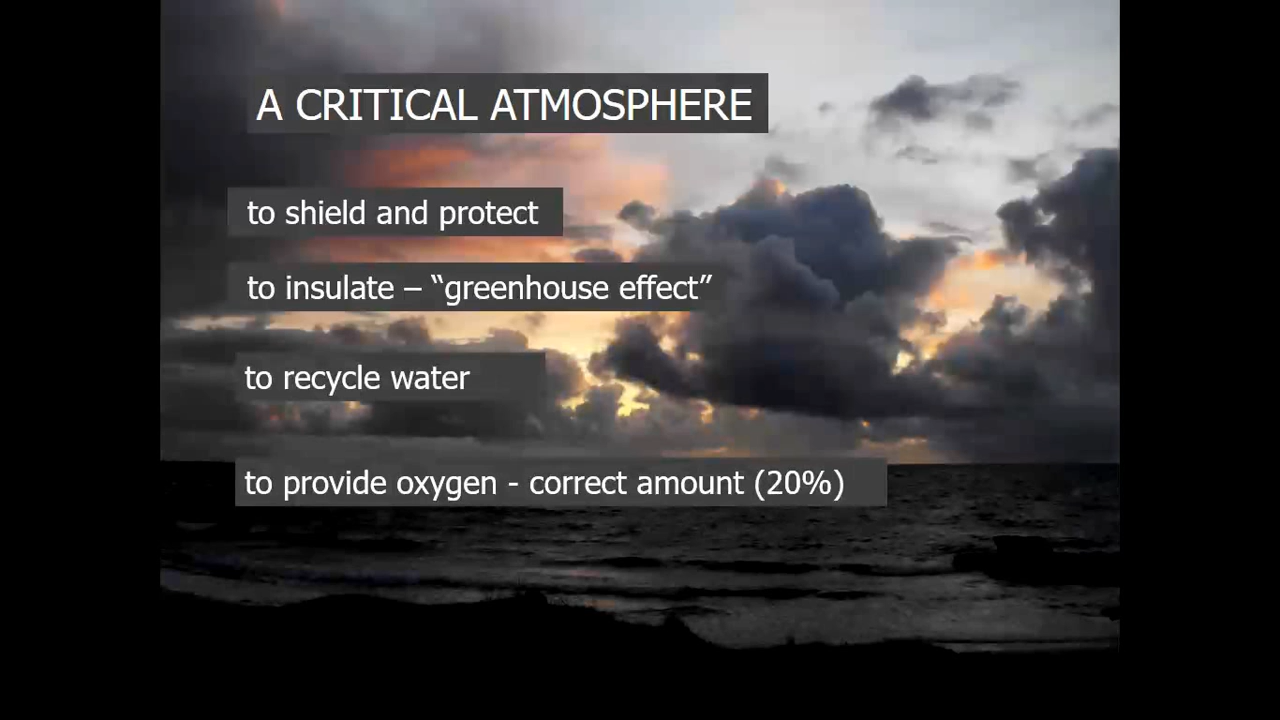 A CRITICAL ATMOSPHERE
to shield and protect
to insulate – “greenhouse effect”
to recycle water
to provide oxygen - correct amount (20%)